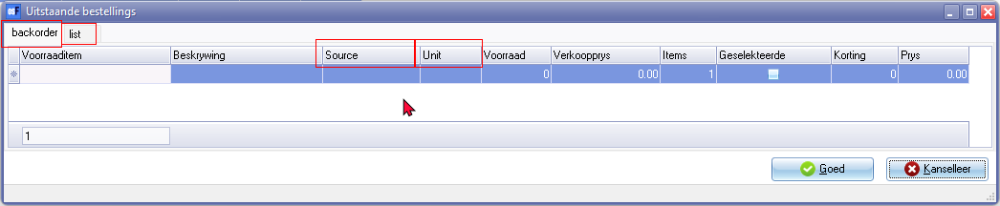 Uitstaande bestellings
backorder list
Voorraaditem Beskrywing Source Unit Voorraad Verkoopprys Items Geselekteerde Korting Prys
0 0.00 1 0 0.00
1
Goed Kanselleer